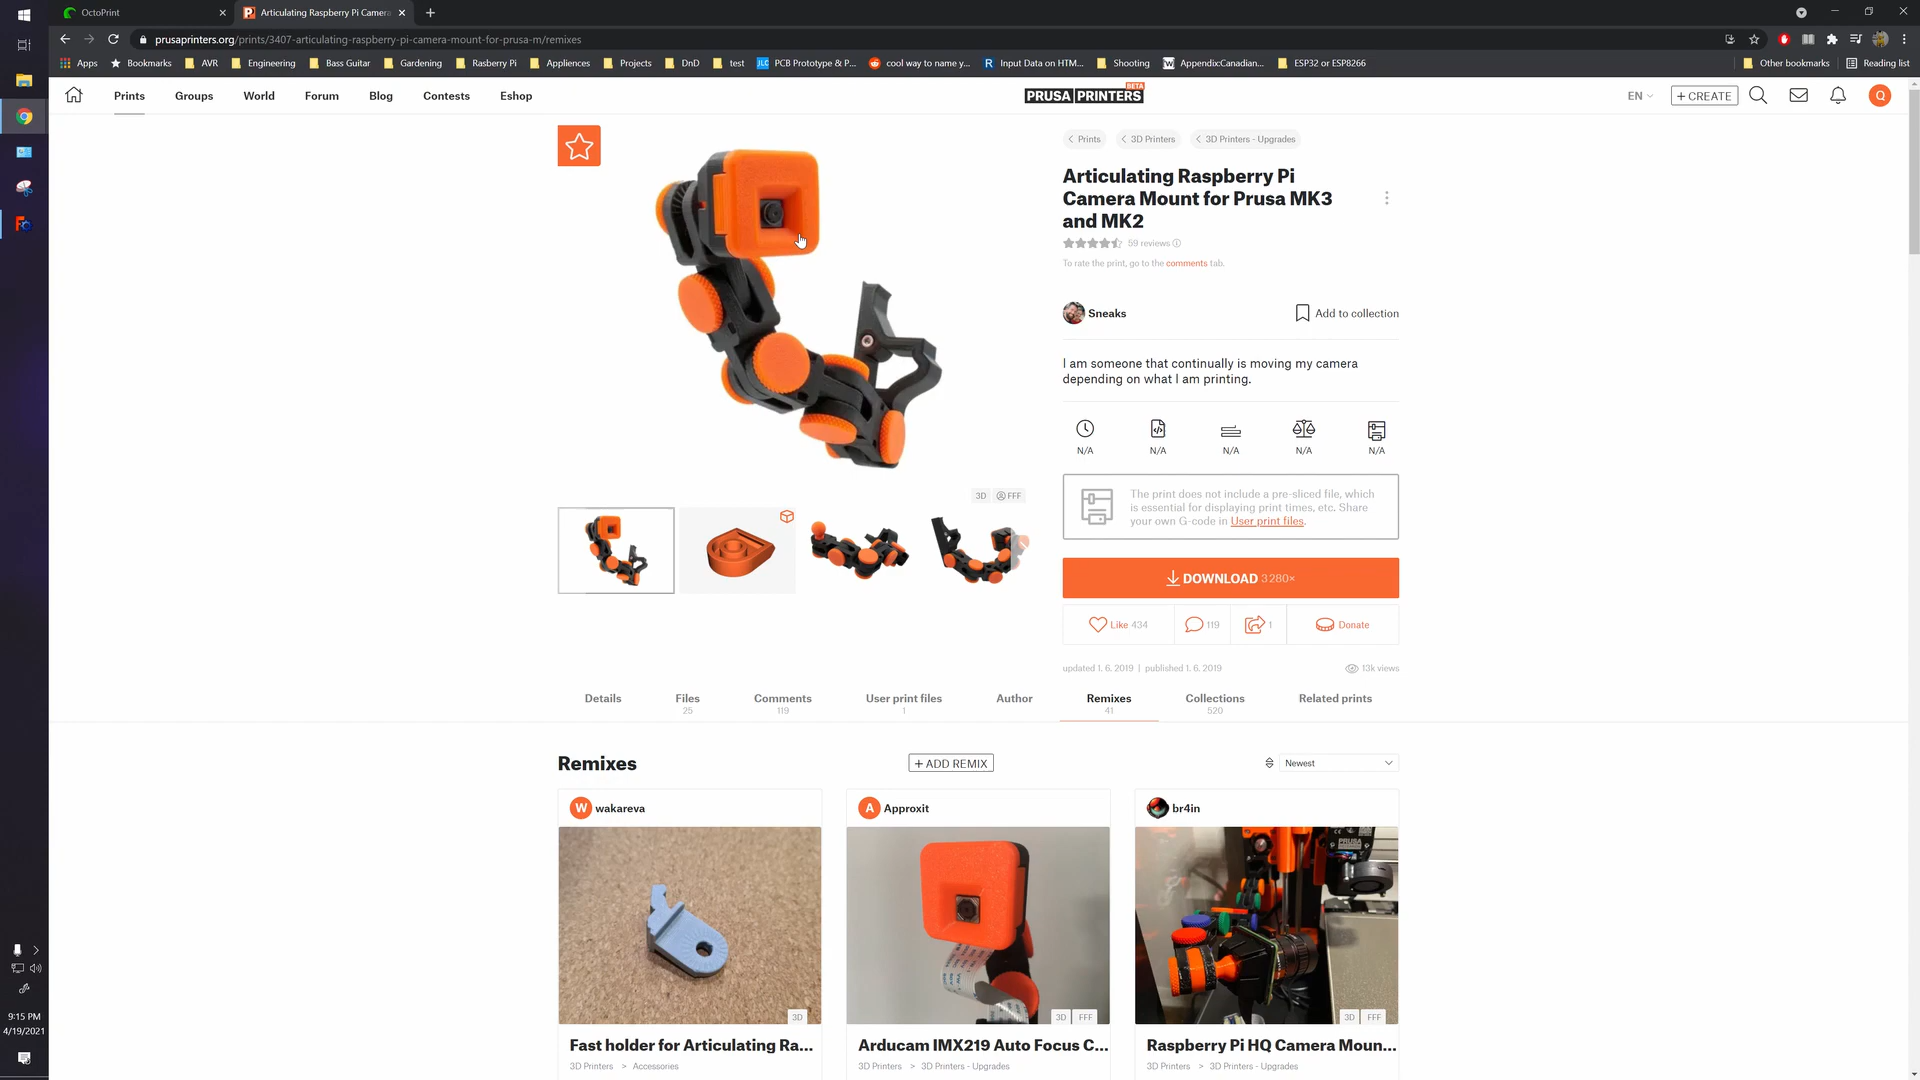 OctoPrint
Articulating Raspberry Pi Camera
prusaprinters.org/prints/3407-articulating-raspberry-pi-camera-mount-for-prusa-m/remixes
Apps Bookmarks AVR Engineering Bass Guitar Gardening Rasberry Pi Appliences Projects DnD test PCB Prototype & P... cool way to name y... Input Data on HTM... Shooting Appendix:Canadian... ESP32 or ESP8266 Other bookmarks Reading list
Prints Groups World Forum Blog Contests Eshop
PRUSA PRINTERS BETA
EN + CREATE Q
Prints 3D Printers 3D Printers - Upgrades
Articulating Raspberry Pi
Camera Mount for Prusa MK3
and MK2
59 reviews
To rate the print, go to the comments tab.
Sneaks Add to collection
I am someone that continually is moving my camera
depending on what I am printing.
N/A N/A N/A N/A N/A
The print does not include a pre-sliced file, which
is essential for displaying print times, etc. Share
your own G-code in User print files.
3D FFF
DOWNLOAD 3280×
Like 434 119 1 Donate
updated 1. 6. 2019 | published 1. 6. 2019 13k views
Details Files Comments User print files Author Remixes Collections Related prints
25 119 1 41 520
Remixes + ADD REMIX Newest
W wakareva
3D
Fast holder for Articulating Ra...
3D Printers > Accessories
A Approxit
3D FFF
Arducam IMX219 Auto Focus C...
3D Printers > 3D Printers - Upgrades
br4in
PRUSA
3D FFF
Raspberry Pi HQ Camera Moun...
3D Printers > 3D Printers - Upgrades
9:15 PM
4/19/2021